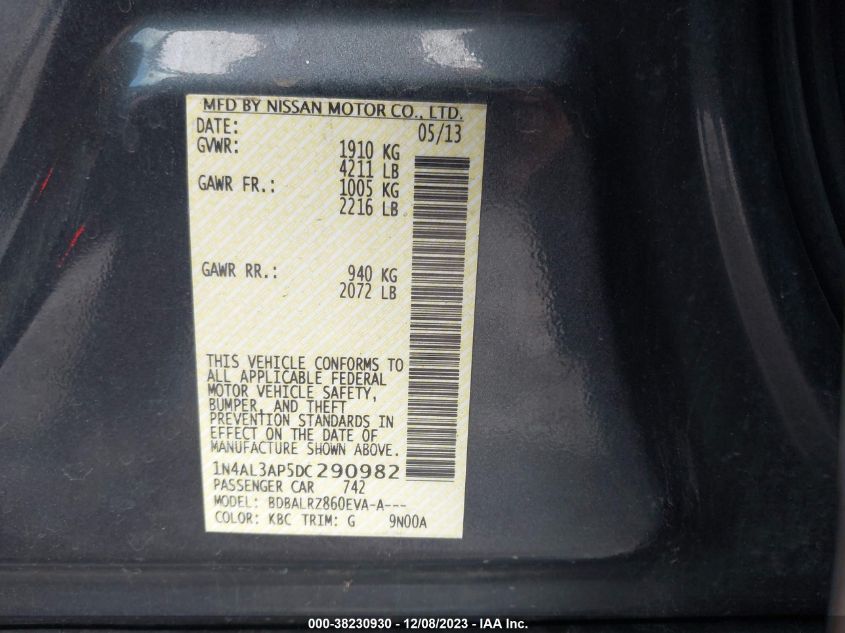 MFD BY NISSAN MOTOR CO., LTD.
DATE: 05/13
GVWR: 1910 KG
4211 LB
GAWR FR.: 1005 KG
2216 LB
GAWR RR.: 940 KG
2072 LB
THIS VEHICLE CONFORMS TO
ALL APPLICABLE FEDERAL
MOTOR VEHICLE SAFETY,
BUMPER, AND THEFT
PREVENTION STANDARDS IN
EFFECT ON THE DATE OF
MANUFACTURE SHOWN ABOVE.
1N4AL3AP5DC290982
PASSENGER CAR 742
MODEL: BDBALRZ860EVA-A---
COLOR: KBC TRIM: G 9N00A
000-38230930 - 12/08/2023 - IAA Inc.